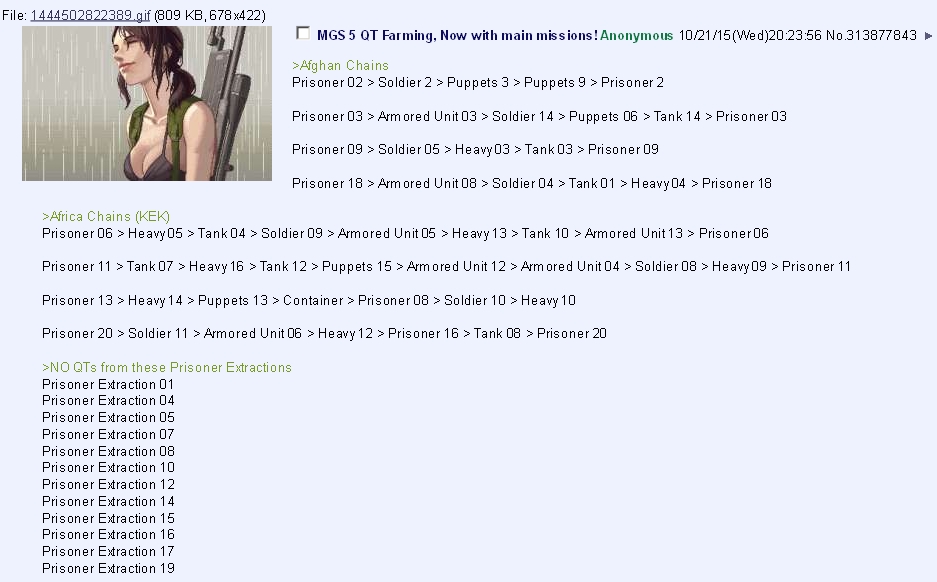 File: 1444502822389.gif (809 KB, 678x422)
MGS 5 QT Farming, Now with main missions! Anonymous 10/21/15(Wed)20:23:56 No.313877843 ▶
>Afghan Chains
Prisoner 02 > Soldier 2 > Puppets 3 > Puppets 9 > Prisoner 2
Prisoner 03 > Armored Unit 03 > Soldier 14 > Puppets 06 > Tank 14 > Prisoner 03
Prisoner 09 > Soldier 05 > Heavy 03 > Tank 03 > Prisoner 09
Prisoner 18 > Armored Unit 08 > Soldier 04 > Tank 01 > Heavy 04 > Prisoner 18
>Africa Chains (KEK)
Prisoner 06 > Heavy 05 > Tank 04 > Soldier 09 > Armored Unit 05 > Heavy 13 > Tank 10 > Armored Unit 13 > Prisoner 06
Prisoner 11 > Tank 07 > Heavy 16 > Tank 12 > Puppets 15 > Armored Unit 12 > Armored Unit 04 > Soldier 08 > Heavy 09 > Prisoner 11
Prisoner 13 > Heavy 14 > Puppets 13 > Container > Prisoner 08 > Soldier 10 > Heavy 10
Prisoner 20 > Soldier 11 > Armored Unit 06 > Heavy 12 > Prisoner 16 > Tank 08 > Prisoner 20
>NO QTs from these Prisoner Extractions
Prisoner Extraction 01
Prisoner Extraction 04
Prisoner Extraction 05
Prisoner Extraction 07
Prisoner Extraction 08
Prisoner Extraction 10
Prisoner Extraction 12
Prisoner Extraction 14
Prisoner Extraction 15
Prisoner Extraction 16
Prisoner Extraction 17
Prisoner Extraction 19